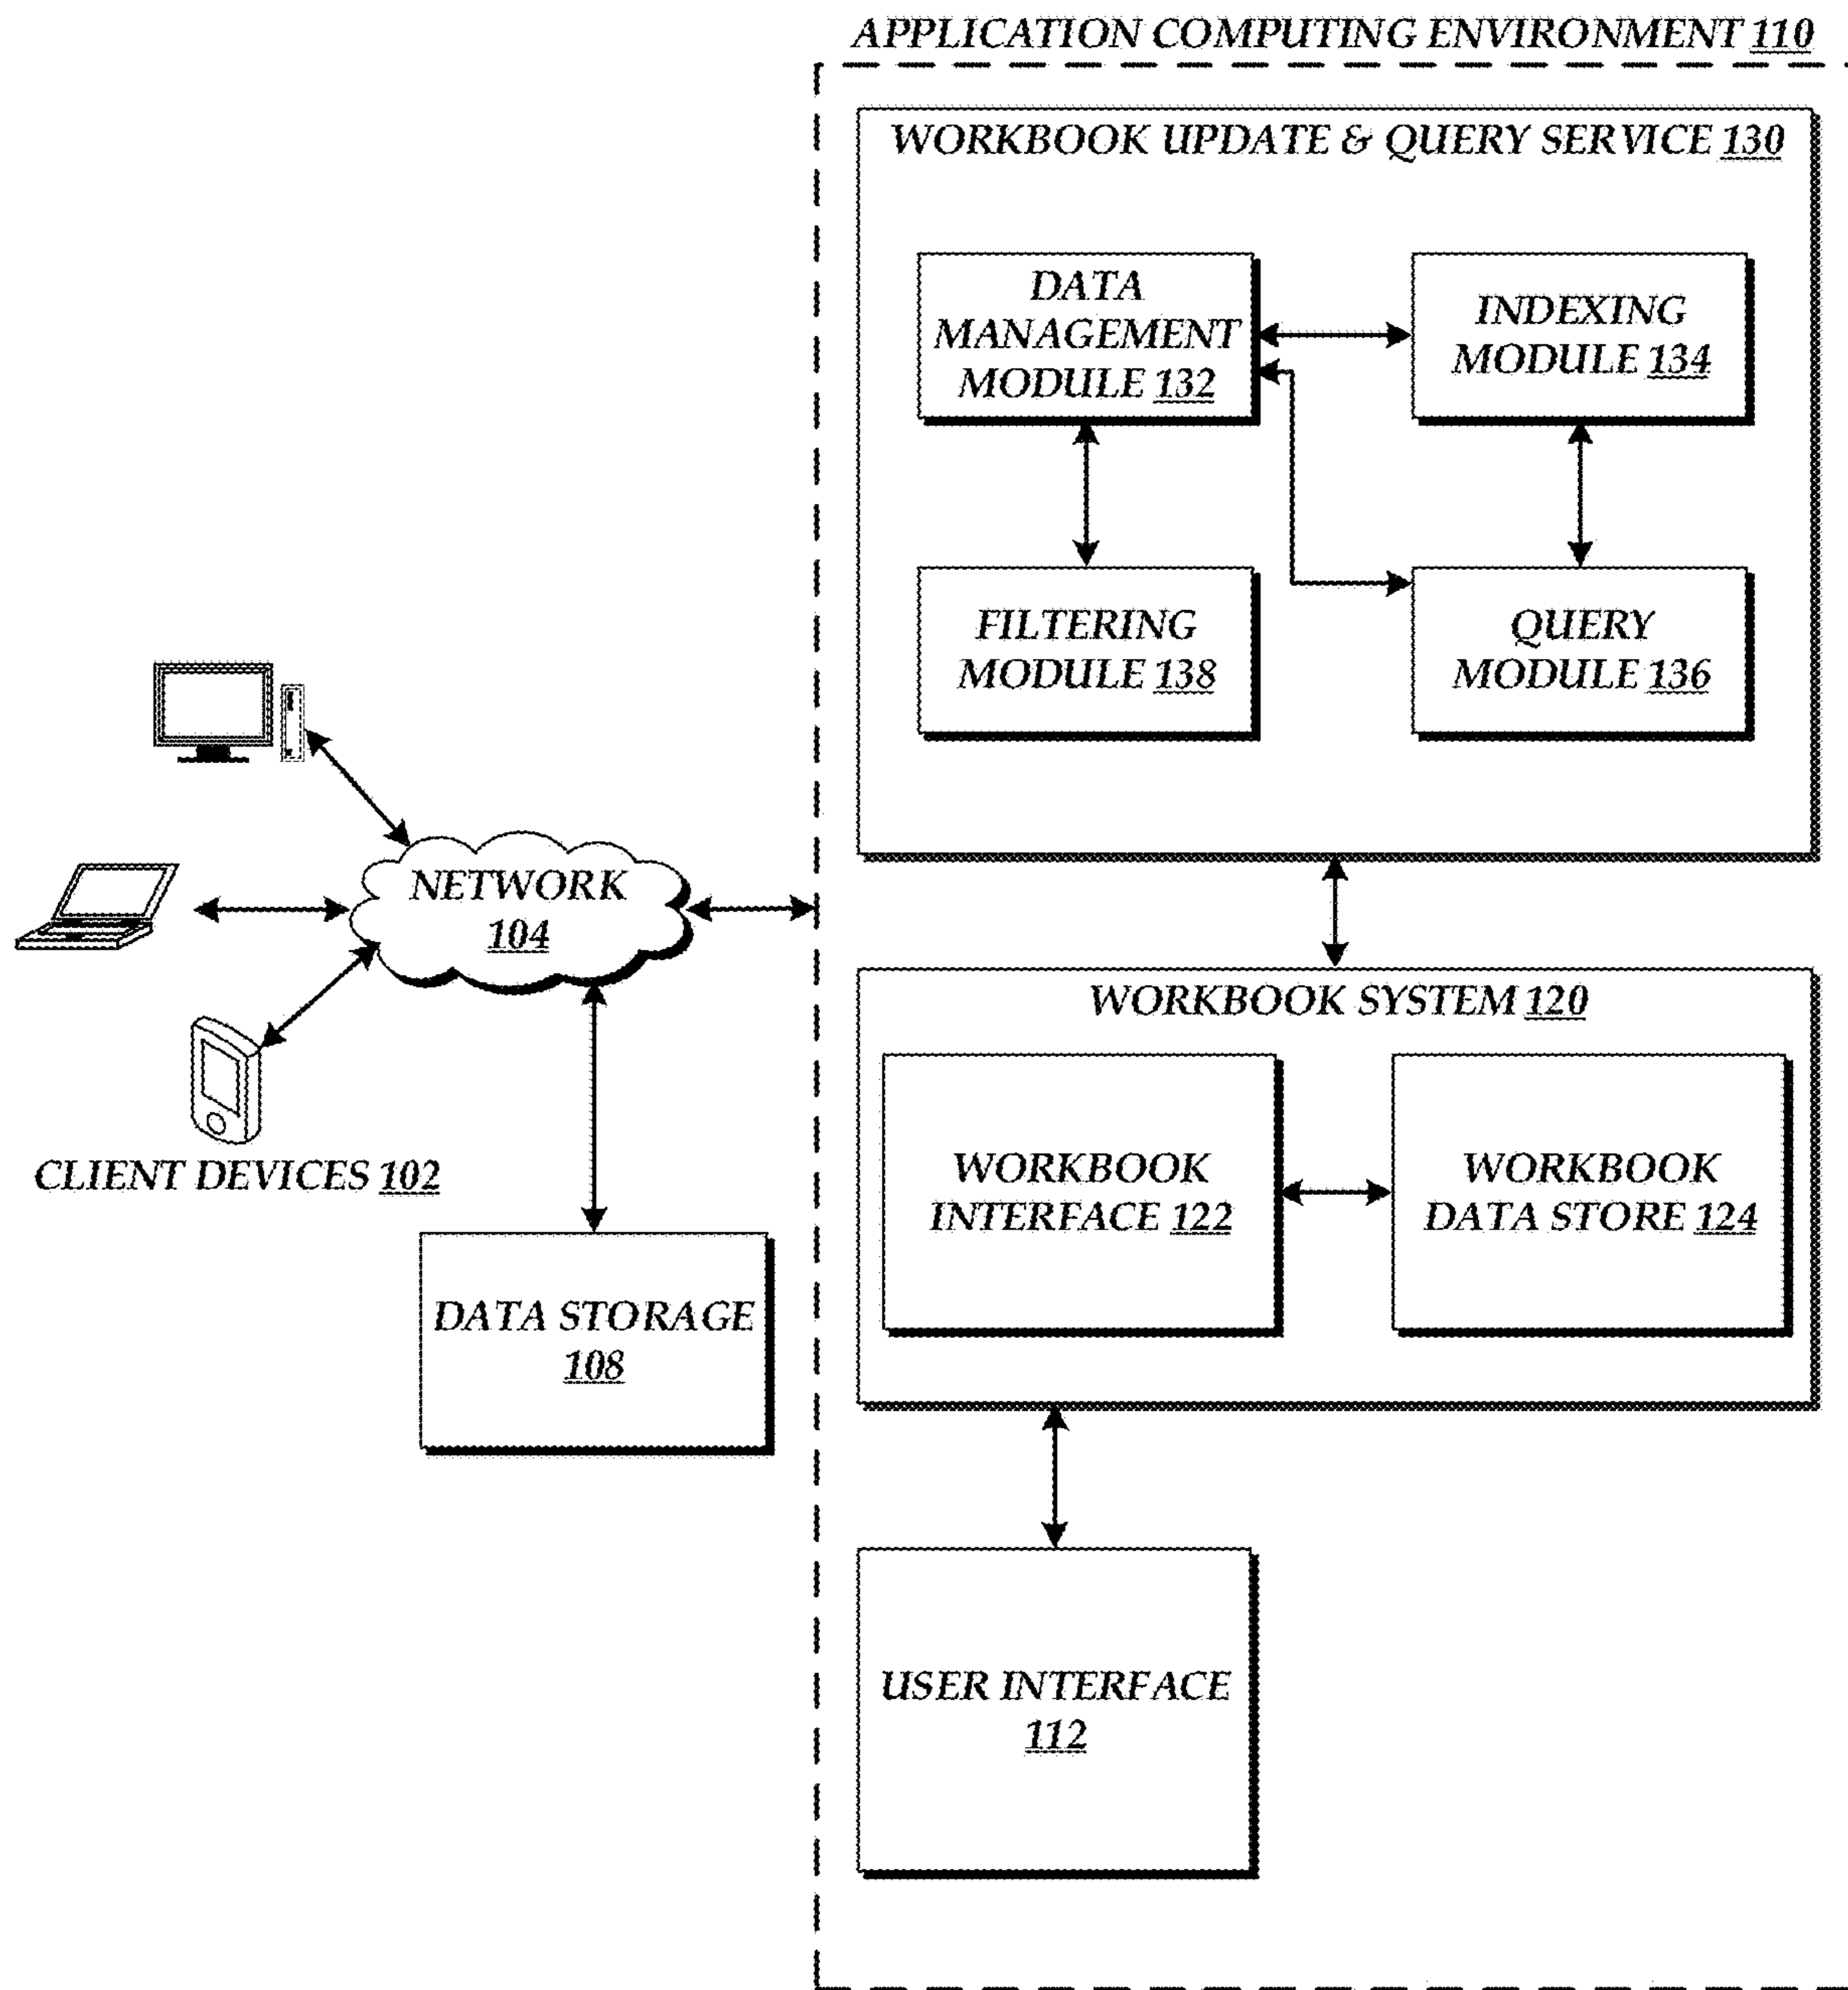 APPLICATION COMPUTING ENVIRONMENT 110
WORKBOOK UPDATE & QUERY SERVICE 130
DATA
MANAGEMENT
MODULE 132
INDEXING
MODULE 134
FILTERING
MODULE 138
QUERY
MODULE 136
NETWORK
104
CLIENT DEVICES 102
DATA STORAGE
108
WORKBOOK SYSTEM 120
WORKBOOK
INTERFACE 122
WORKBOOK
DATA STORE 124
USER INTERFACE
112